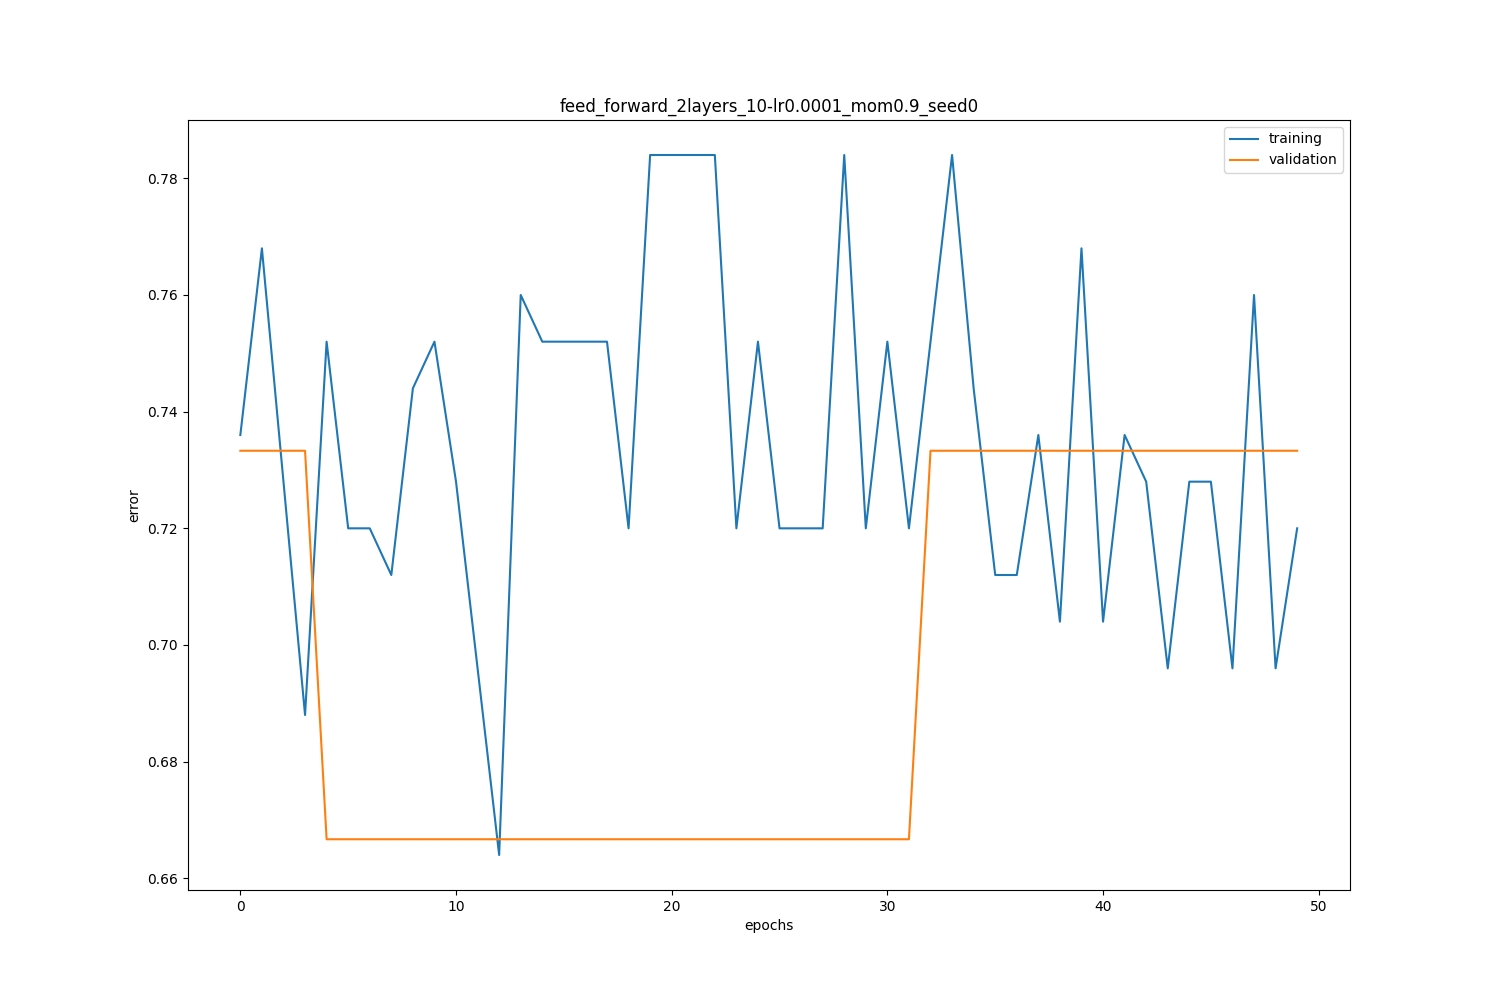 feed_forward_2layers_10-lr0.0001_mom0.9_seed0
training
validation
0.78
0.76
0.74
0.72
0.70
0.68
0.66
error
0 10 20 30 40 50
epochs